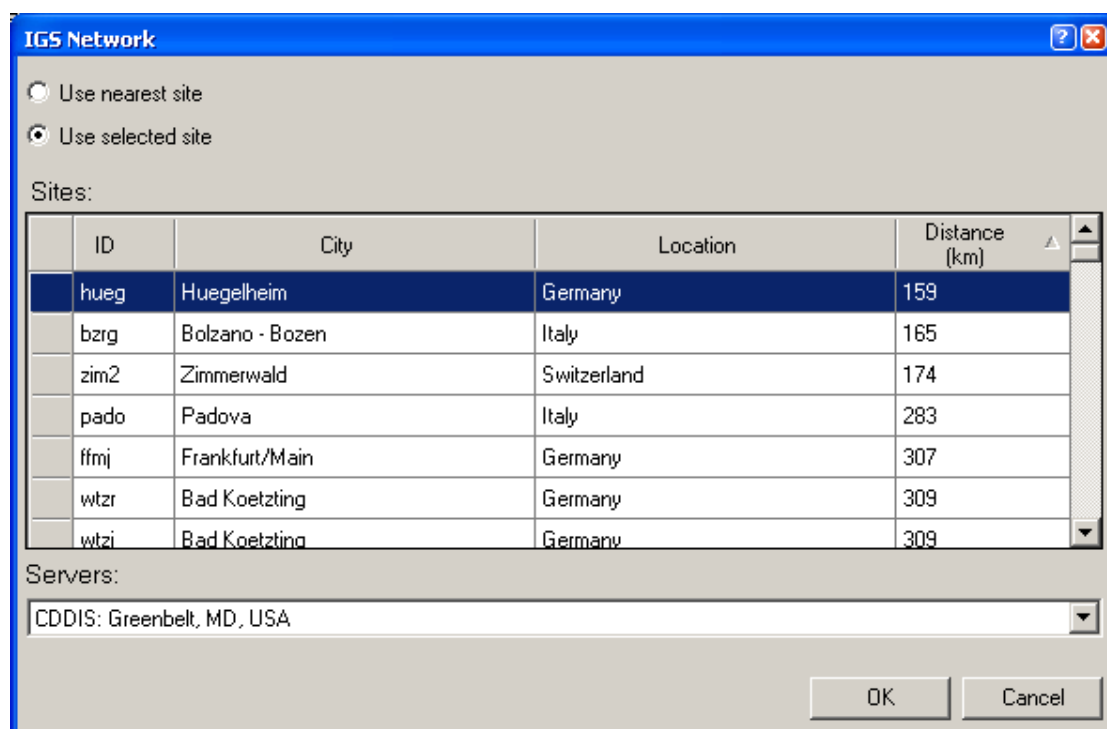 IGS Network
Use nearest site
Use selected site
Sites:
ID City Location Distance (km)
hueg Huegelheim Germany 159
bzrg Bolzano - Bozen Italy 165
zim2 Zimmerwald Switzerland 174
pado Padova Italy 283
ffmj Frankfurt/Main Germany 307
wtzr Bad Koetzting Germany 309
wtzj Bad Koetzting Germany 309
Servers:
CDDIS: Greenbelt, MD, USA
OK Cancel